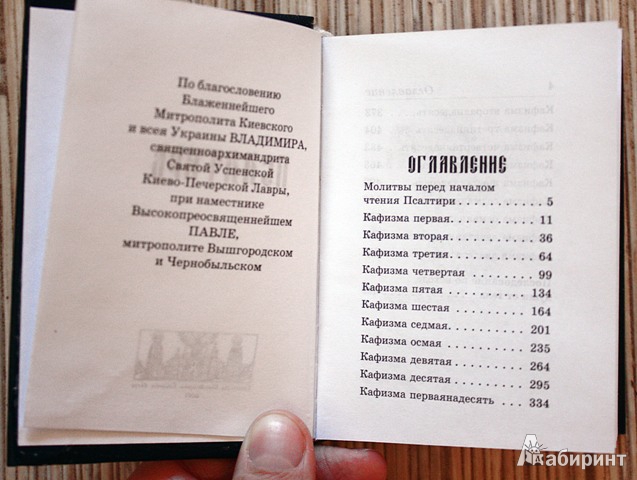 По благословению
Блаженнейшего
Митрополита Киевского
и всея Украины ВЛАДИМИРА,
священноархимандрита
Святой Успенской
Киево-Печерской Лавры,
при наместнике
Высокопреосвященнейшем
ПАВЛЕ,
митрополите Вышгородском
и Чернобыльском
ОГЛАВЛЕНИЕ
Молитвы перед началом
чтения Псалтири . . . . . . . . . 5
Кафизма первая . . . . . . . . . 11
Кафизма вторая. . . . . . . . . . 36
Кафизма третия . . . . . . . . . 64
Кафизма четвертая . . . . . . . 99
Кафизма пятая . . . . . . . . . 134
Кафизма шестая . . . . . . . . 164
Кафизма седмая. . . . . . . . . 201
Кафизма осмая . . . . . . . . . 235
Кафизма девятая . . . . . . . . 264
Кафизма десятая . . . . . . . . 295
Кафизма перваянадесять . . . 334
Лабиринт